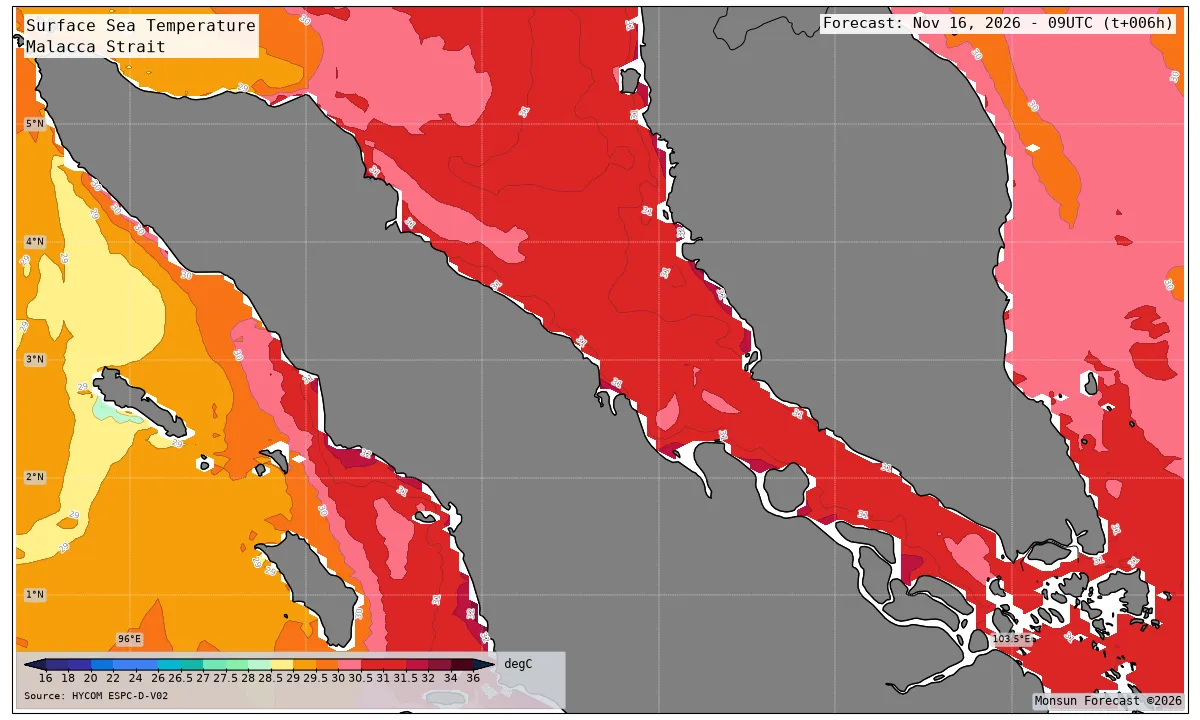 Surface Sea Temperature
Malacca Strait
Forecast: Nov 16, 2026 - 09UTC (t+006h)
5°N
4°N
3°N
2°N
1°N
96°E
103.5°E
degC
16 18 20 22 24 26 26.5 27 27.5 28 28.5 29 29.5 30 30.5 31 31.5 32 34 36
Source: HYCOM ESPC-D-V02
Monsun Forecast ©2026